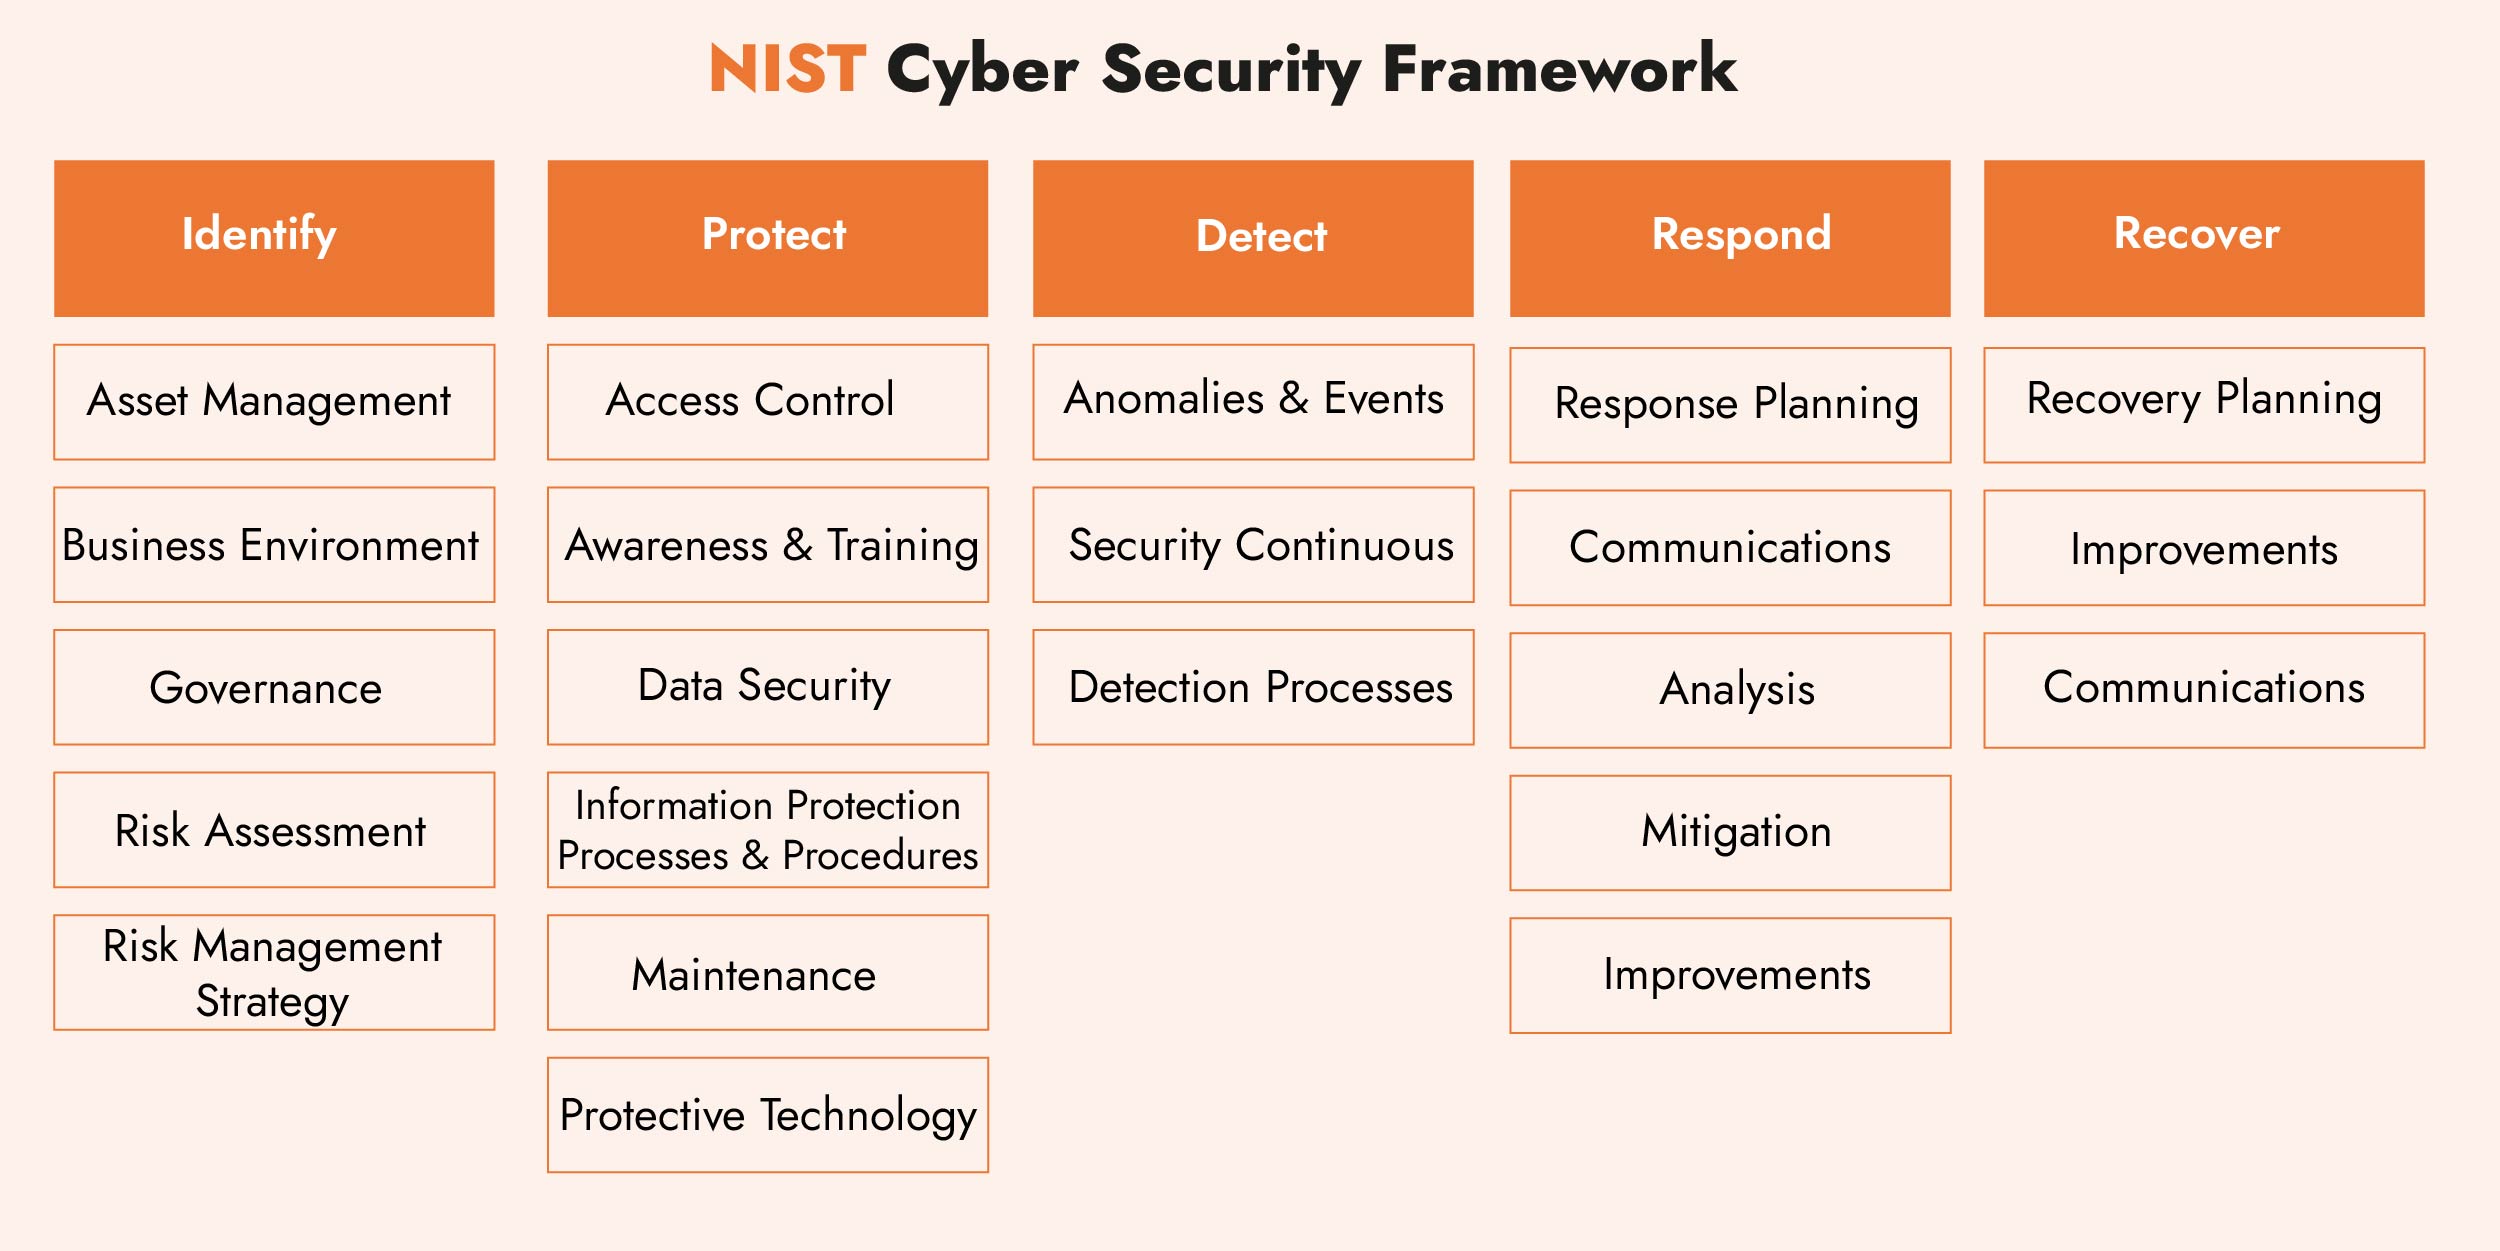 NIST Cyber Security Framework
Identify
Asset Management
Business Environment
Governance
Risk Assessment
Risk Management
Strategy
Protect
Access Control
Awareness & Training
Data Security
Information Protection
Processes & Procedures
Maintenance
Protective Technology
Detect
Anomalies & Events
Security Continuous
Detection Processes
Respond
Response Planning
Communications
Analysis
Mitigation
Improvements
Recover
Recovery Planning
Improvements
Communications